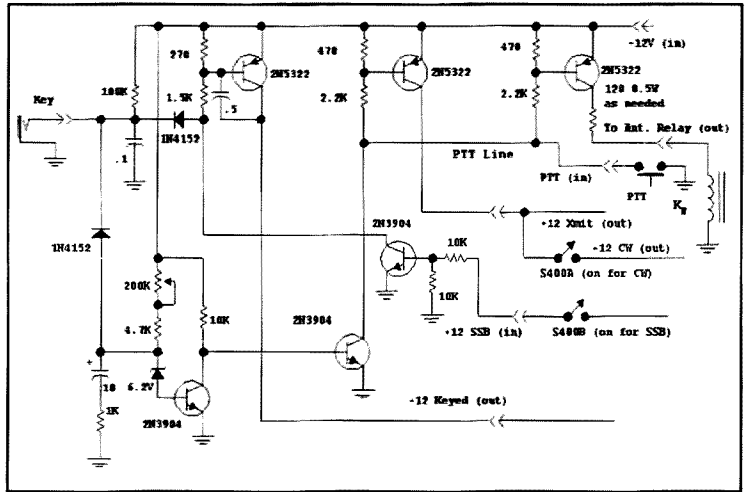 -12V (in)
270
470
470
2N5322
2N5322
2N5322
Key
100K
1.5K
.5
2.2K
2.2K
120 0.5W
as needed
To Ant. Relay (out)
1N4152
.1
PTT Line
PTT (in)
PTT
K
2N3904
+12 Xmit (out)
1N4152
10K
-12 CW (out)
S400A (on for CW)
200K
10K
4.7K
10K
2N3904
+12 SSB (in)
S400B (on for SSB)
+
10
6.2V
1K
2N3904
-12 Keyed (out)